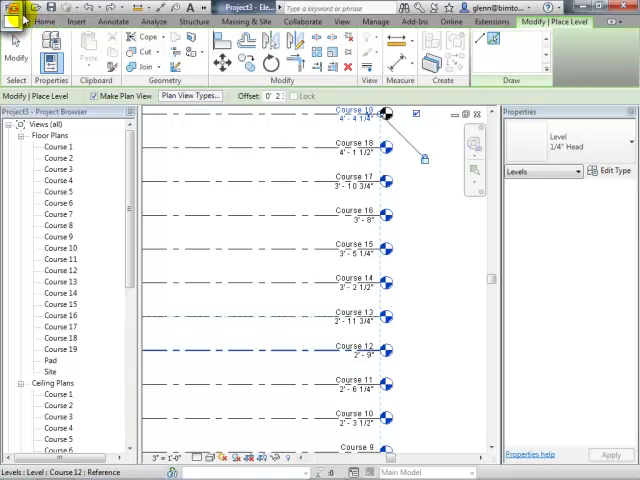 Project3 - Ele...
Type a keyword or phrase
glenn@bimto...
Home Insert Annotate Analyze Structure Massing & Site Collaborate View Manage Add-Ins Online Extensions Modify | Place Level
Modify
Cope
Cut
Join
Select Properties Clipboard Geometry Modify Measure Create Draw
Modify | Place Level Make Plan View Plan View Types... Offset: 0' 2 Lock
Project3 - Project Browser
Views (all)
Floor Plans
Course 1
Course 2
Course 3
Course 4
Course 5
Course 6
Course 7
Course 8
Course 9
Course 10
Course 11
Course 12
Course 13
Course 14
Course 15
Course 16
Course 17
Course 18
Course 19
Pad
Site
Ceiling Plans
Course 1
Course 2
Course 3
Course 4
Course 5
Course 6
Course 19
4' - 4 1/4"
Course 18
4' - 1 1/2"
Course 17
3' - 10 3/4"
Course 16
3' - 8"
Course 15
3' - 5 1/4"
Course 14
3' - 2 1/2"
Course 13
2' - 11 3/4"
Course 12
2' - 9"
Course 11
2' - 6 1/4"
Course 10
2' - 3 1/2"
Course 9
3" = 1'-0"
Properties
Level
1/4" Head
Levels
Edit Type
Properties help
Apply
Levels : Level : Course 12 : Reference
:0
Main Model